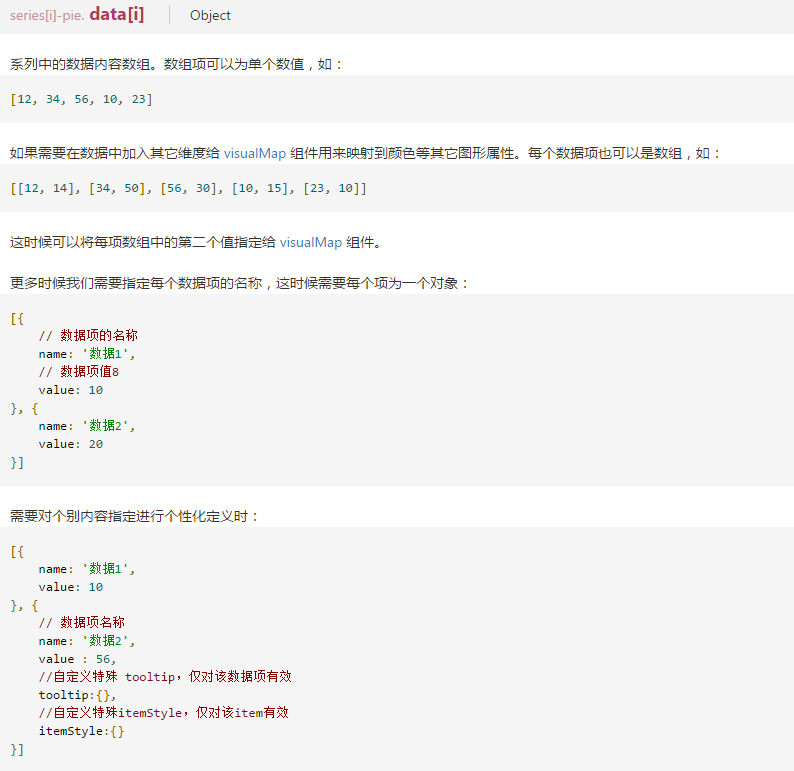 series[i]-pie. data[i] Object
系列中的数据内容数组。数组项可以为单个数值，如：
[12, 34, 56, 10, 23]
如果需要在数据中加入其它维度给 visualMap 组件用来映射到颜色等其它图形属性。每个数据项也可以是数组，如：
[[12, 14], [34, 50], [56, 30], [10, 15], [23, 10]]
这时候可以将每项数组中的第二个值指定给 visualMap 组件。
更多时候我们需要指定每个数据项的名称，这时候需要每个项为一个对象：
[{
    // 数据项的名称
    name: '数据1',
    // 数据项值8
    value: 10
}, {
    name: '数据2',
    value: 20
}]
需要对个别内容指定进行个性化定义时：
[{
    name: '数据1',
    value: 10
}, {
    // 数据项名称
    name: '数据2',
    value : 56,
    //自定义特殊 tooltip，仅对该数据项有效
    tooltip:{},
    //自定义特殊itemStyle，仅对该item有效
    itemStyle:{}
}]